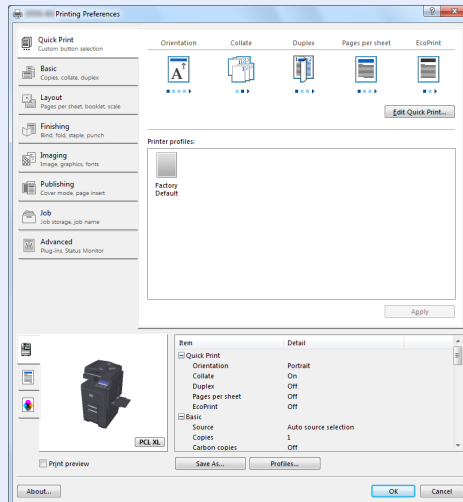 Printing Preferences
Quick Print
Custom button selection
Basic
Copies, collate, duplex
Layout
Pages per sheet, booklet, scale
Finishing
Bind, fold, staple, punch
Imaging
Image, graphics, fonts
Publishing
Cover mode, page insert
Job
Job storage, job name
Advanced
Plug-ins, Status Monitor
Orientation Collate Duplex Pages per sheet EcoPrint
Edit Quick Print...
Printer profiles:
Factory
Default
Apply
Item Detail
Quick Print
Orientation Portrait
Collate On
Duplex Off
Pages per sheet Off
EcoPrint Off
Basic
Source Auto source selection
Copies 1
Carbon copies Off
PCL XL
Print preview
Save As... Profiles...
About... OK Cancel